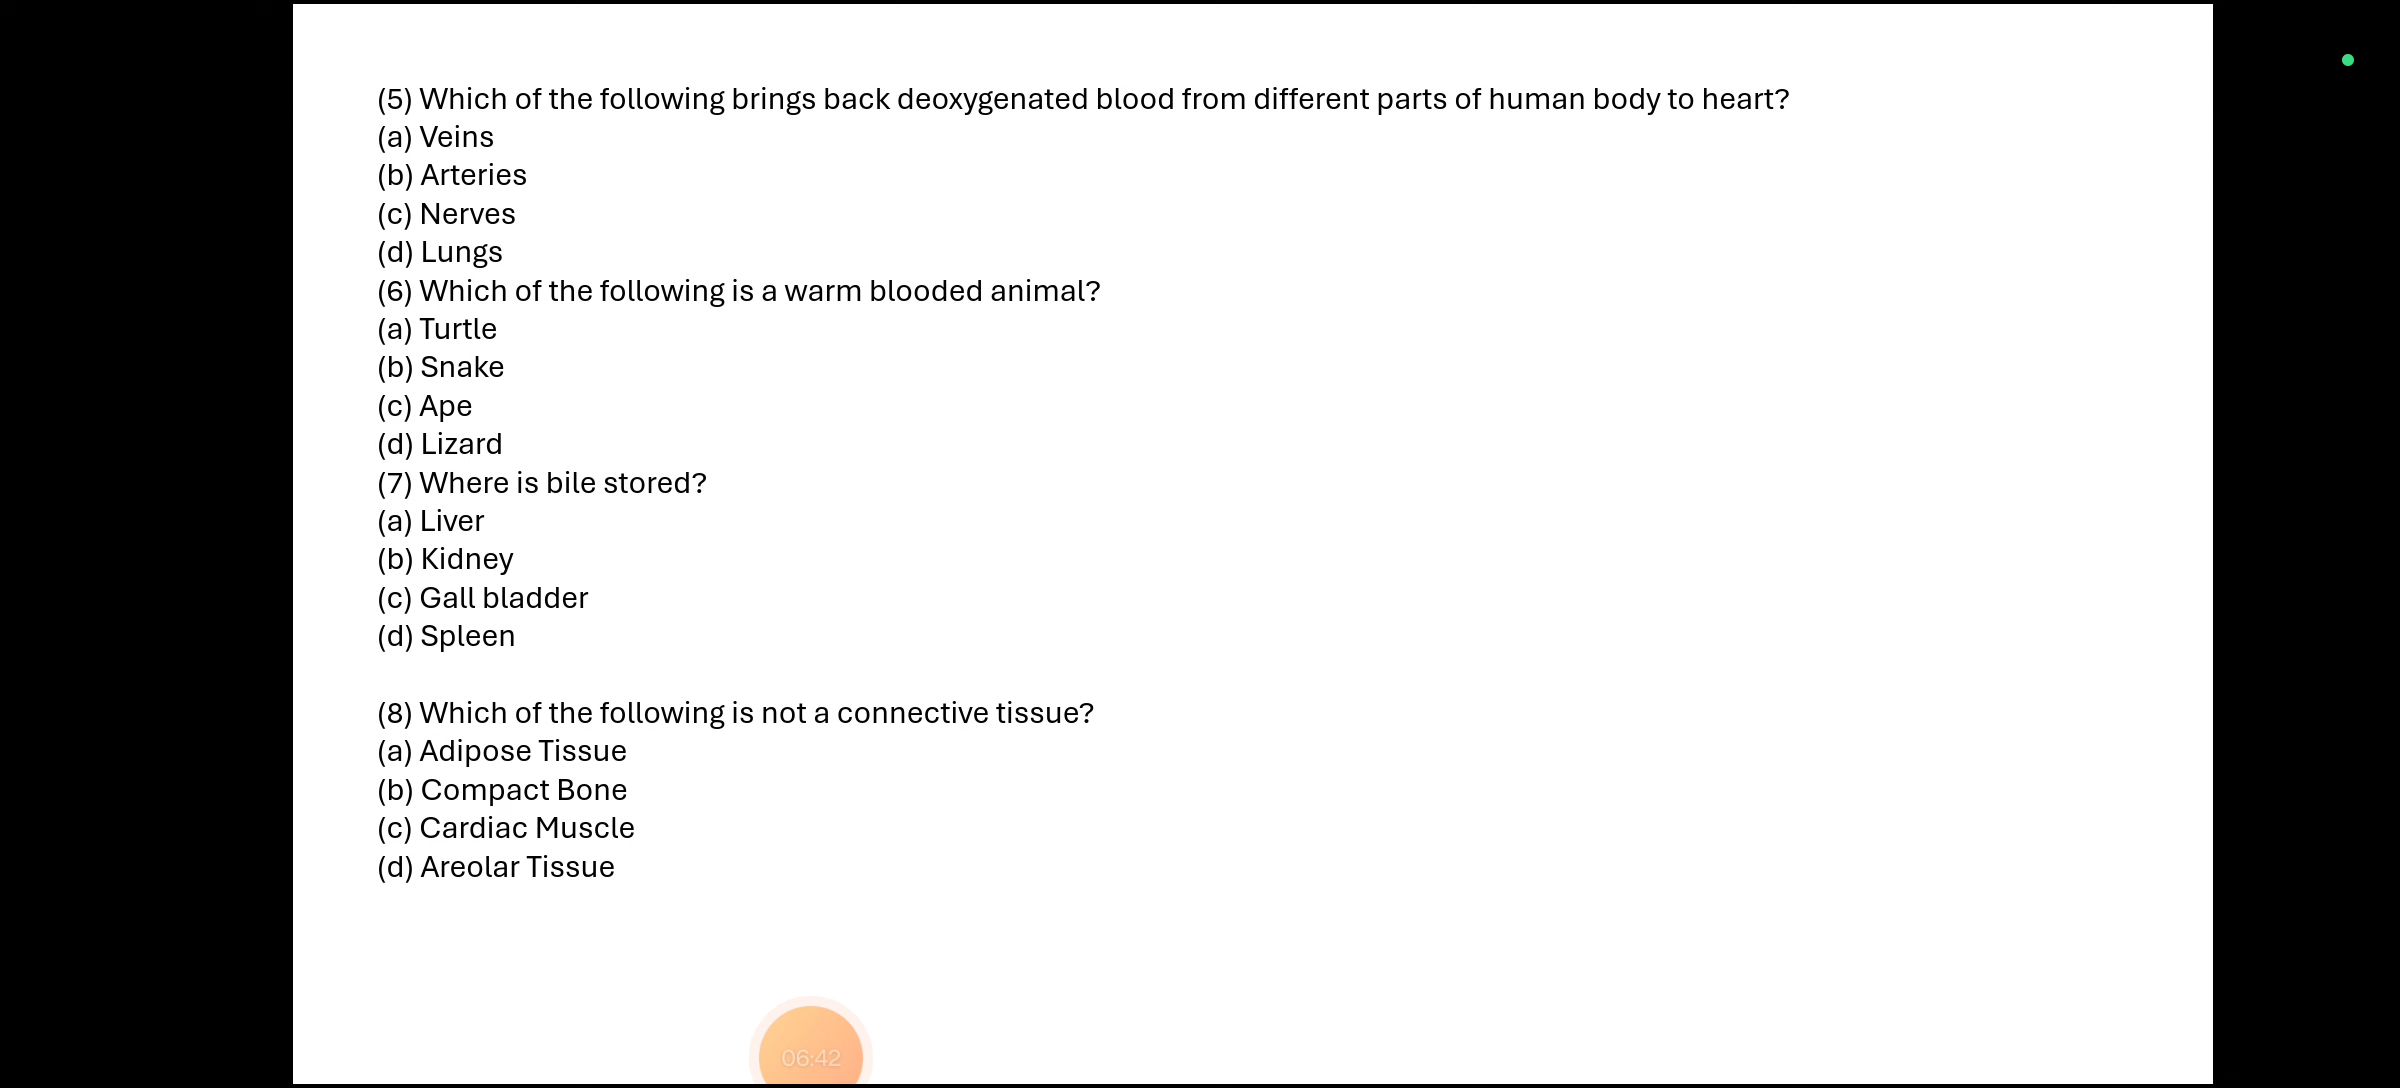 (5) Which of the following brings back deoxygenated blood from different parts of human body to heart?
(a) Veins
(b) Arteries
(c) Nerves
(d) Lungs
(6) Which of the following is a warm blooded animal?
(a) Turtle
(b) Snake
(c) Ape
(d) Lizard
(7) Where is bile stored?
(a) Liver
(b) Kidney
(c) Gall bladder
(d) Spleen
(8) Which of the following is not a connective tissue?
(a) Adipose Tissue
(b) Compact Bone
(c) Cardiac Muscle
(d) Areolar Tissue
06:42